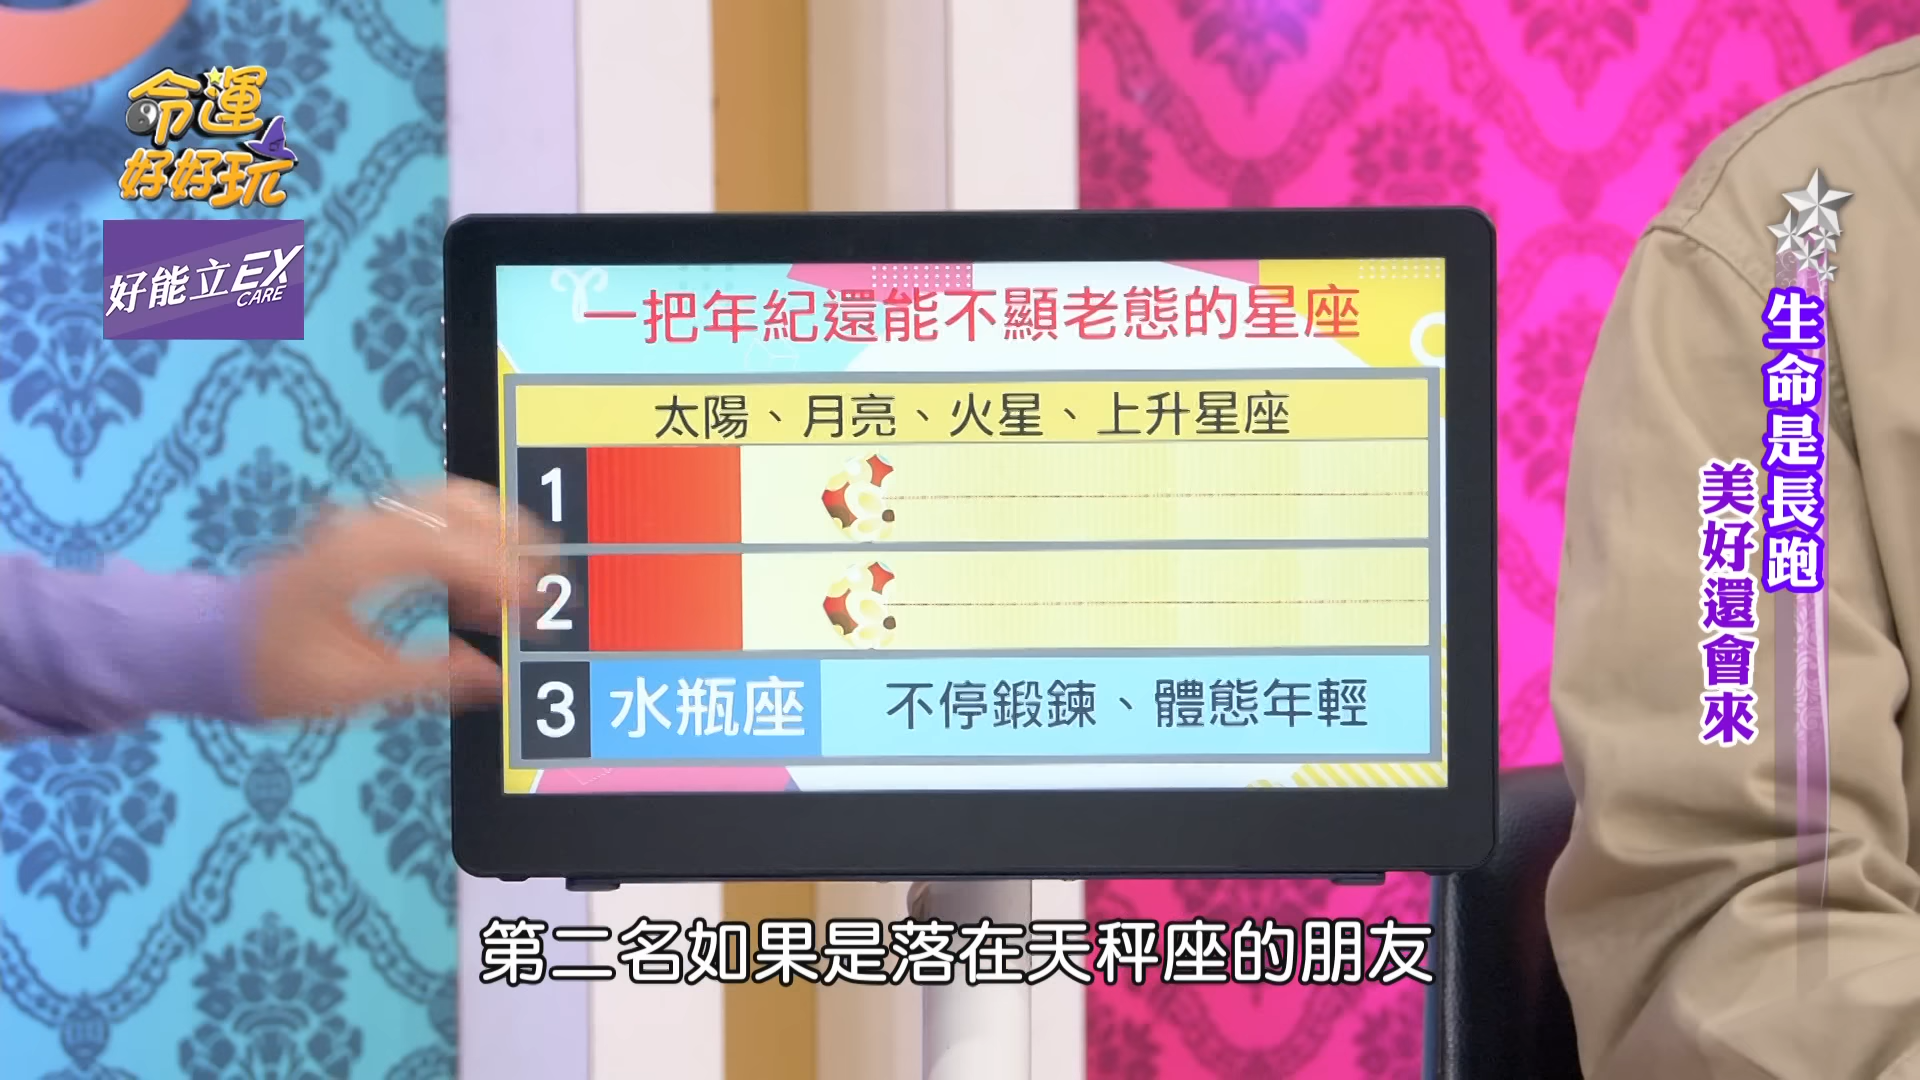 命運
好好玩
好能立EX
CARE
一把年紀還能不顯老態的星座
太陽、月亮、火星、上升星座
1
2
3 水瓶座 不停鍛鍊、體態年輕
生命是長跑
美好還會來
第二名如果是落在天秤座的朋友